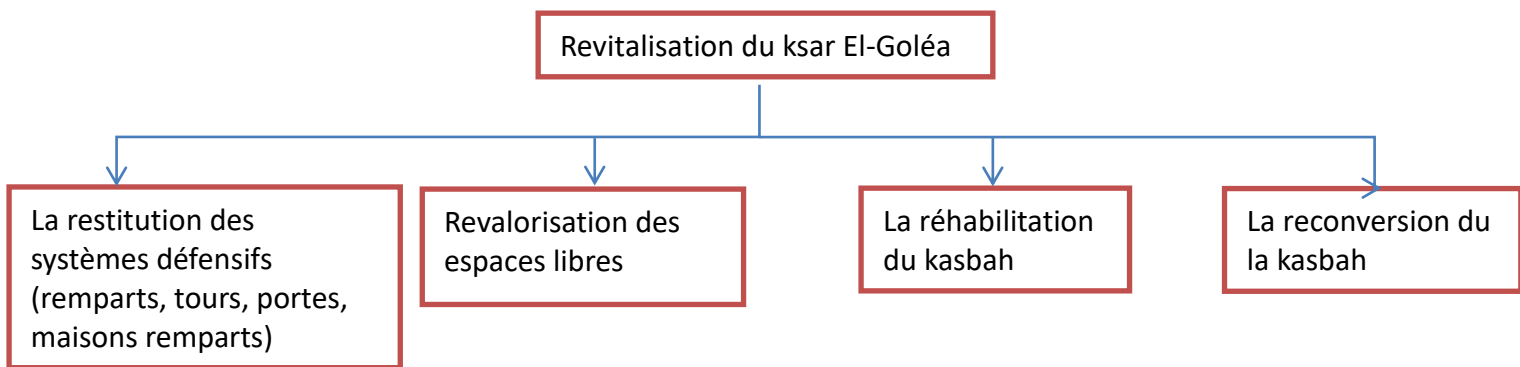 Revitalisation du ksar El-Goléa
La restitution des
systèmes défensifs
(remparts, tours, portes,
maisons remparts)
Revalorisation des
espaces libres
La réhabilitation
du kasbah
La reconversion du
la kasbah